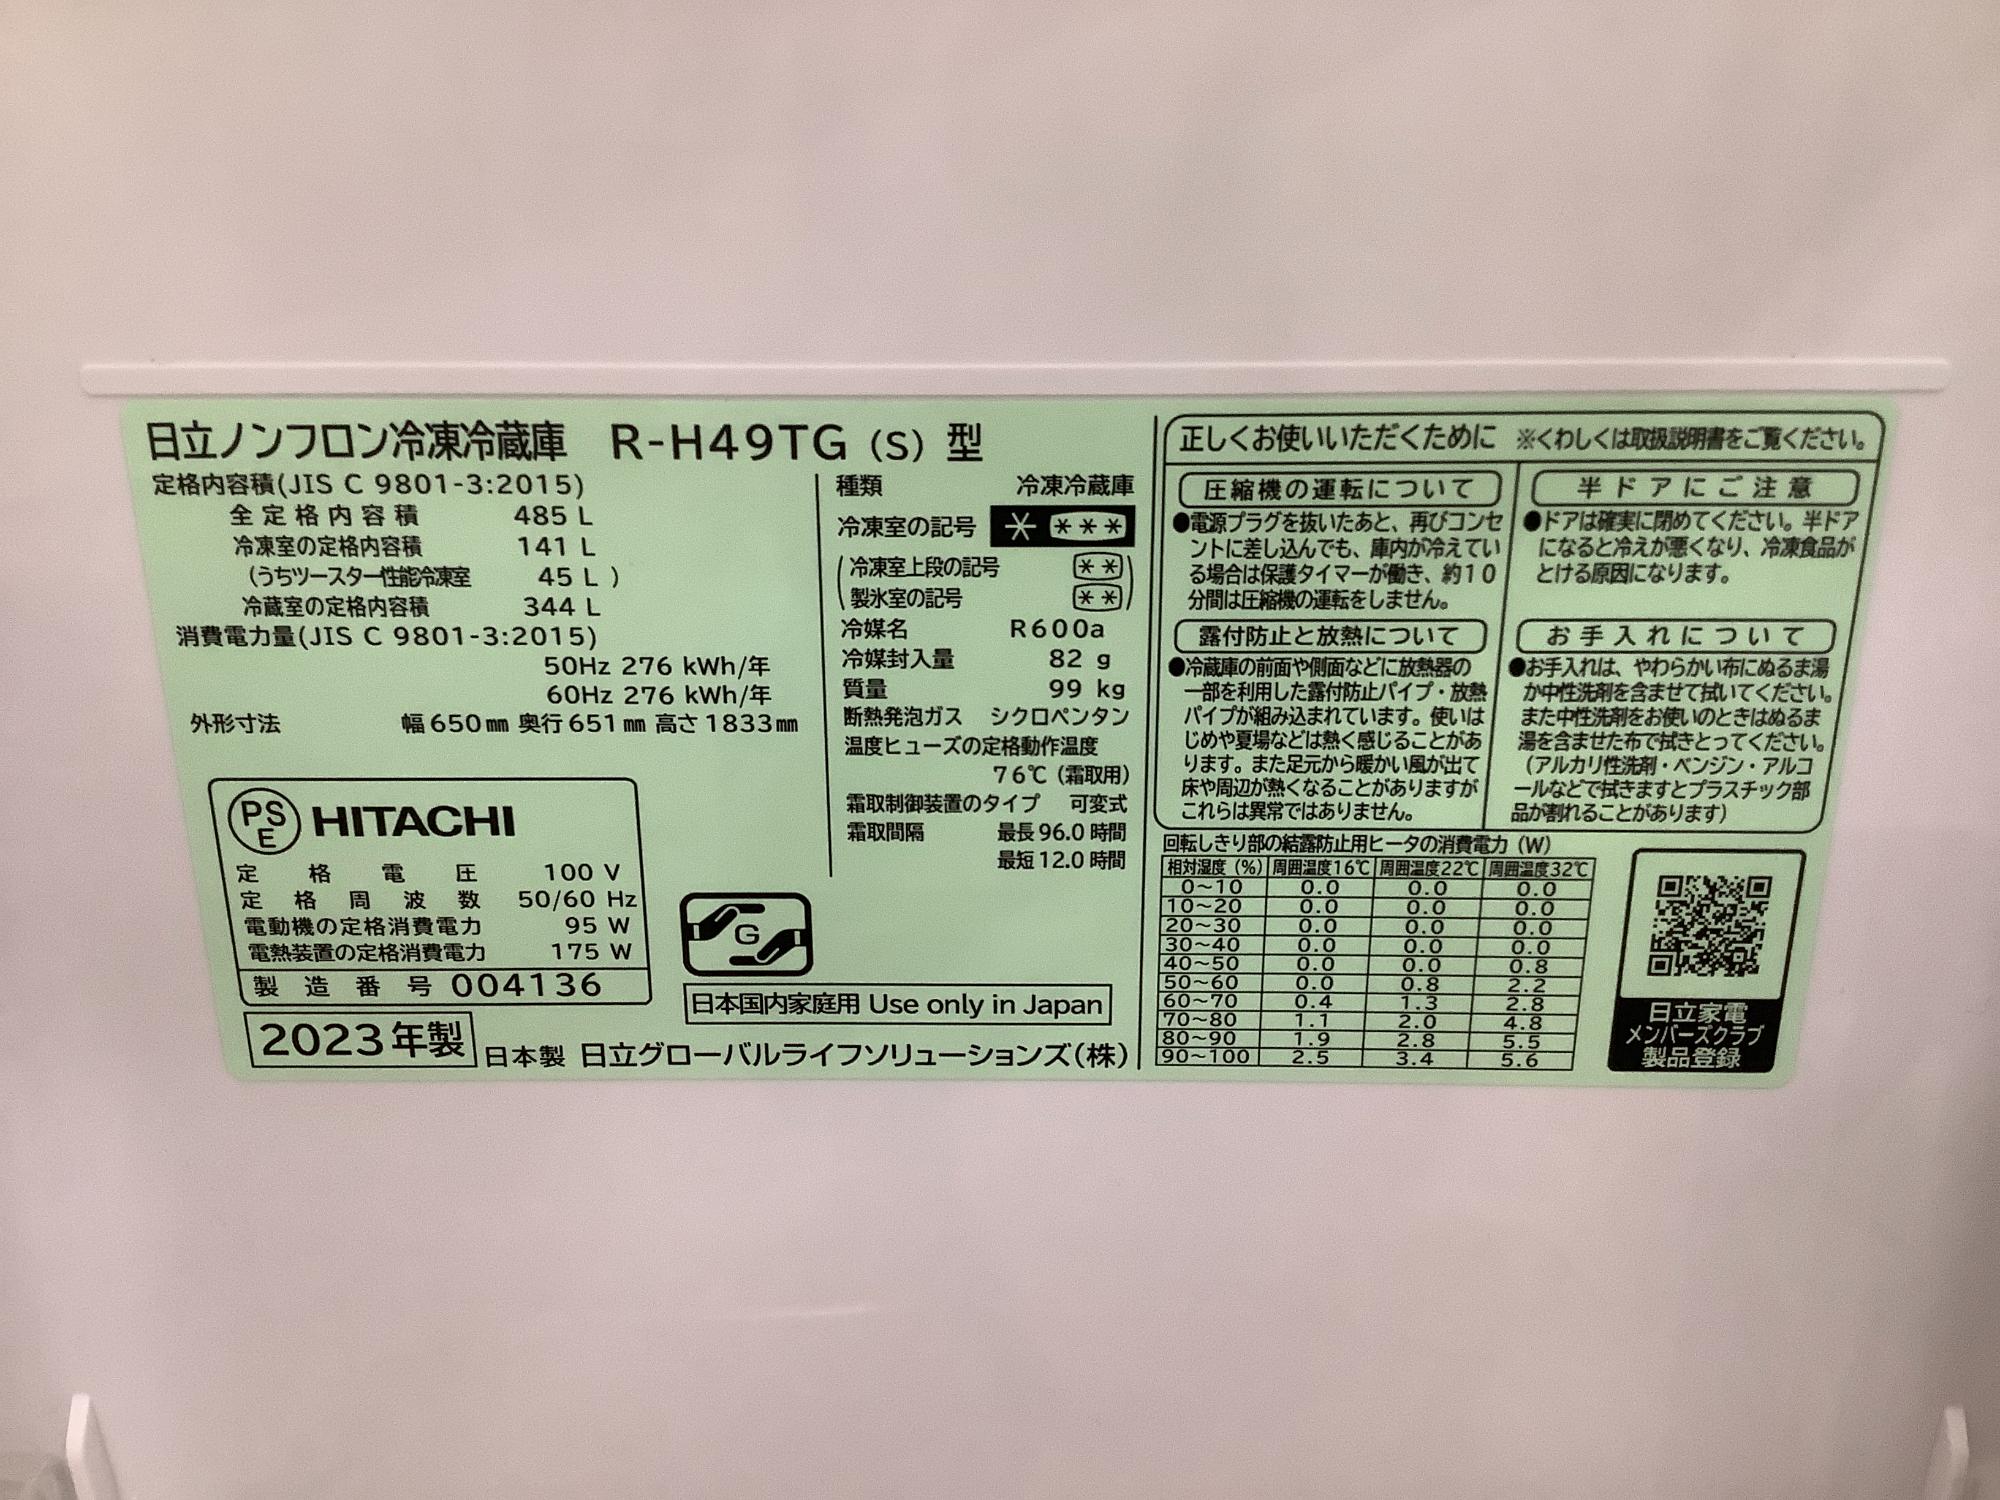 日立ノンフロン冷凍冷蔵庫 R-H49TG (S) 型
定格内容積(JIS C 9801-3:2015)
全定格内容積 485 L
冷凍室の定格内容積 141 L
(うちツースター性能冷凍室 45 L )
冷蔵室の定格内容積 344 L
消費電力量(JIS C 9801-3:2015)
50Hz 276 kWh/年
60Hz 276 kWh/年
外形寸法 幅650㎜ 奥行651㎜ 高さ1833㎜
PS E HITACHI
定格電圧 100 V
定格周波数 50/60 Hz
電動機の定格消費電力 95 W
電熱装置の定格消費電力 175 W
製造番号 004136
2023年製
日本製 日立グローバルライフソリューションズ(株)
種類 冷凍冷蔵庫
冷凍室の記号 * ***
冷凍室上段の記号 **
製氷室の記号 **
冷媒名 R600a
冷媒封入量 82 g
質量 99 kg
断熱発泡ガス シクロペンタン
温度ヒューズの定格動作温度
76℃ (霜取用)
霜取制御装置のタイプ 可変式
霜取間隔 最長96.0時間
最短12.0時間
G
日本国内家庭用 Use only in Japan
正しくお使いいただくために ※くわしくは取扱説明書をご覧ください。
圧縮機の運転について
●電源プラグを抜いたあと、再びコンセ
ントに差し込んでも、庫内が冷えてい
る場合は保護タイマーが働き、約10
分間は圧縮機の運転をしません。
半ドアにご注意
●ドアは確実に閉めてください。半ドア
になると冷えが悪くなり、冷凍食品が
とける原因になります。
露付防止と放熱について
●冷蔵庫の前面や側面などに放熱器の
一部を利用した露付防止パイプ・放熱
パイプが組み込まれています。使いは
じめや夏場などは熱く感じることがあ
ります。また足元から暖かい風が出て
床や周辺が熱くなることがありますが
これらは異常ではありません。
お手入れについて
●お手入れは、やわらかい布にぬるま湯
か中性洗剤を含ませて拭いてください。
また中性洗剤をお使いのときはぬるま
湯を含ませた布で拭きとってください。
(アルカリ性洗剤・ベンジン・アルコ
ールなどで拭きますとプラスチック部
品が割れることがあります)
回転しきり部の結露防止用ヒータの消費電力 (W)
相対湿度 (%) 周囲温度16℃ 周囲温度22℃ 周囲温度32℃
0～10 0.0 0.0 0.0
10～20 0.0 0.0 0.0
20～30 0.0 0.0 0.0
30～40 0.0 0.0 0.0
40～50 0.0 0.0 0.8
50～60 0.0 0.8 2.2
60～70 0.4 1.3 2.8
70～80 1.1 2.0 4.8
80～90 1.9 2.8 5.5
90～100 2.5 3.4 5.6
日立家電
メンバーズクラブ
製品登録